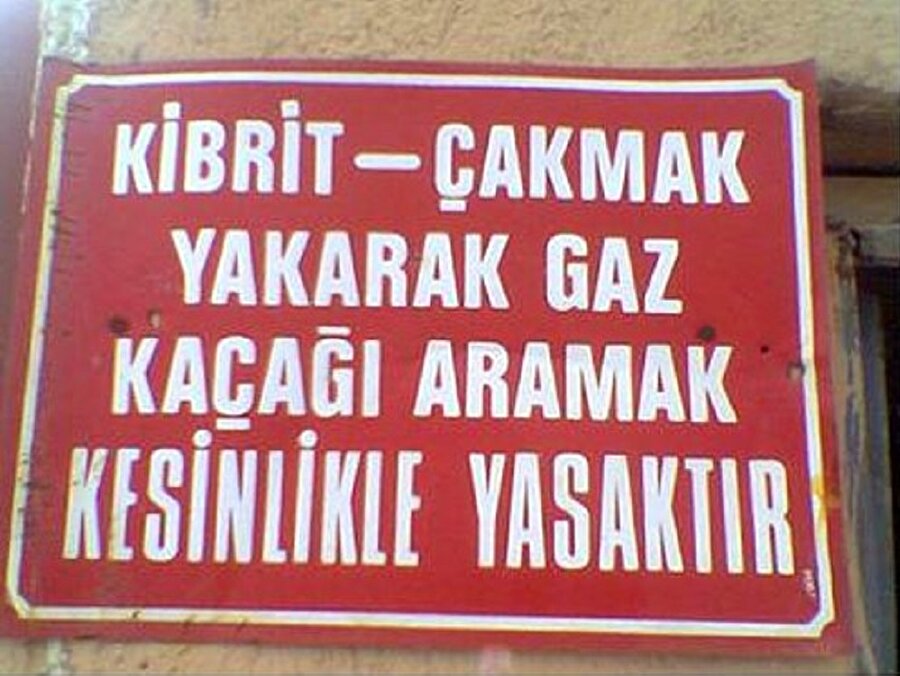 KİBRİT – ÇAKMAK
YAKARAK GAZ
KAÇAĞI ARAMAK
KESİNLİKLE YASAKTIR